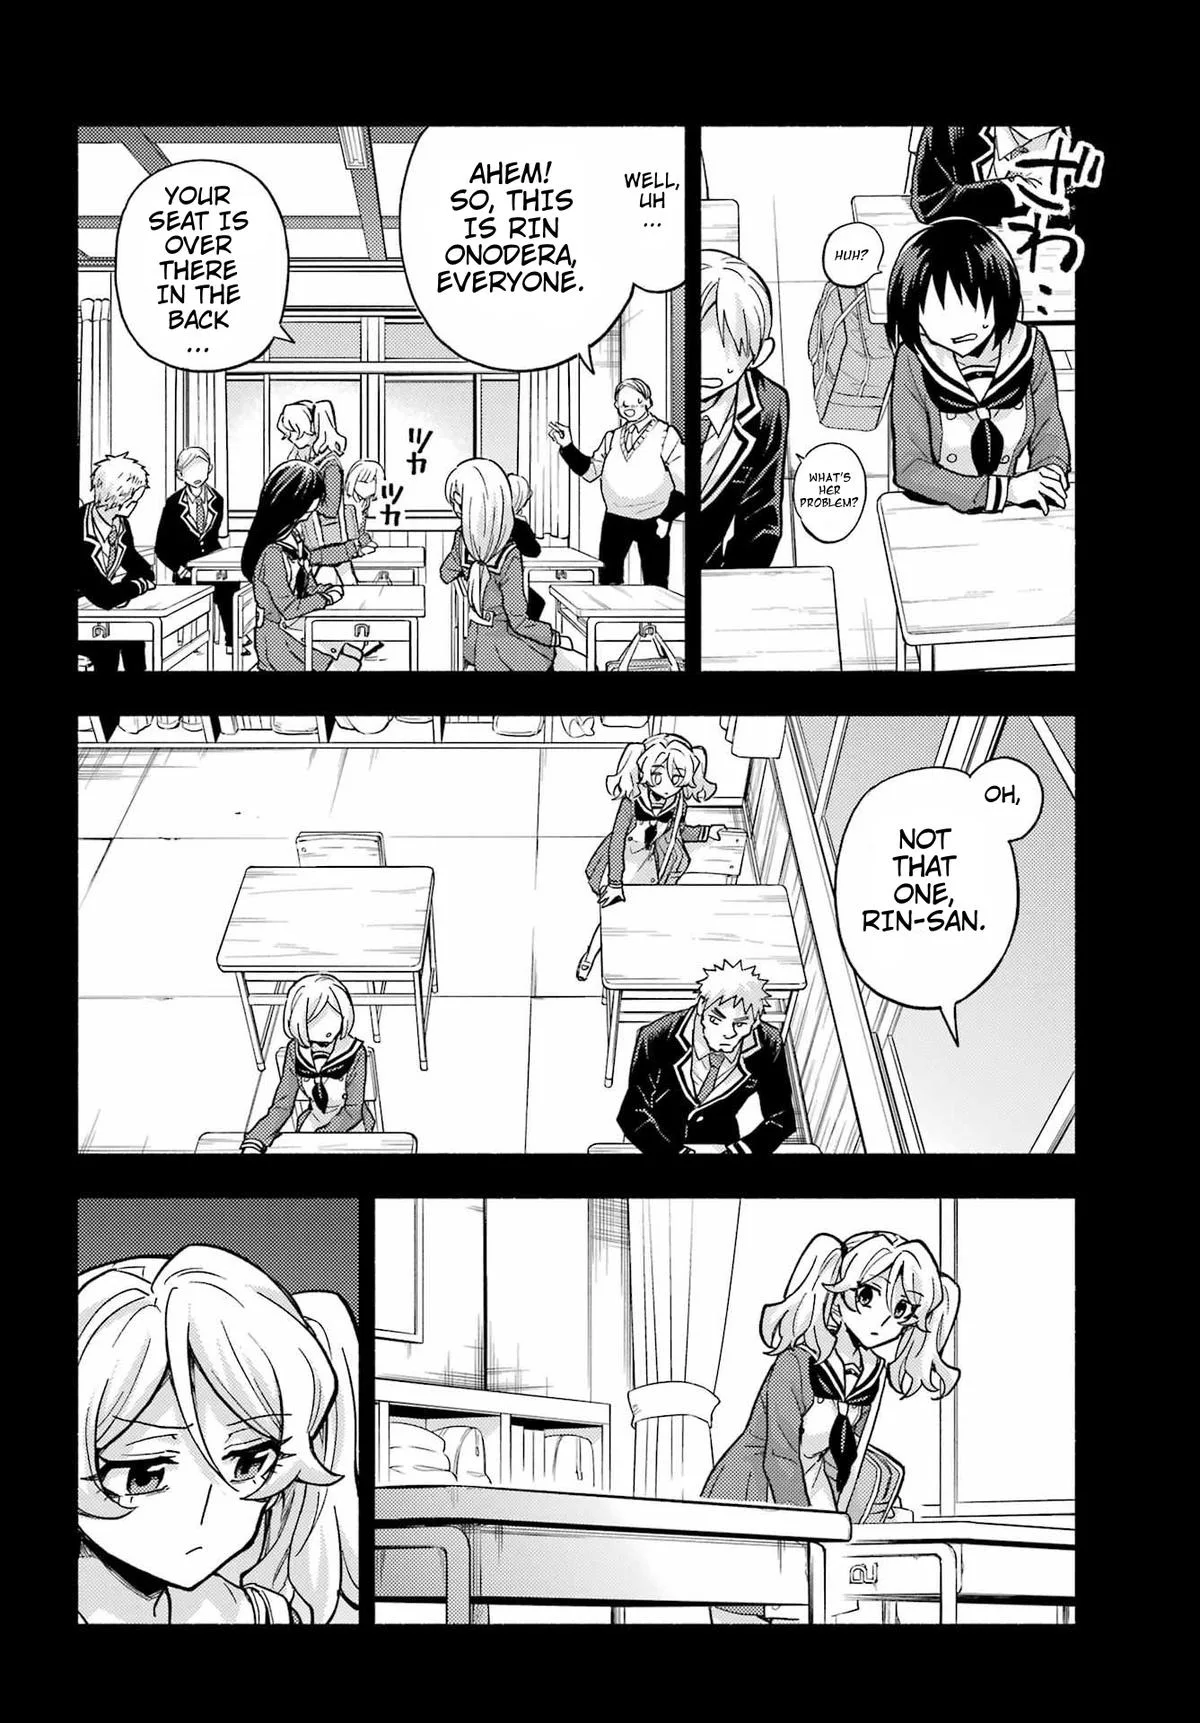 ザ
わ
…
HUH?
WHAT'S
HER
PROBLEM?
WELL,
UH
...
AHEM!
SO, THIS
IS RIN
ONODERA,
EVERYONE.
YOUR
SEAT IS
OVER
THERE
IN THE
BACK
...
ツカ
ツカ
OH,
NOT
THAT
ONE,
RIN-SAN.